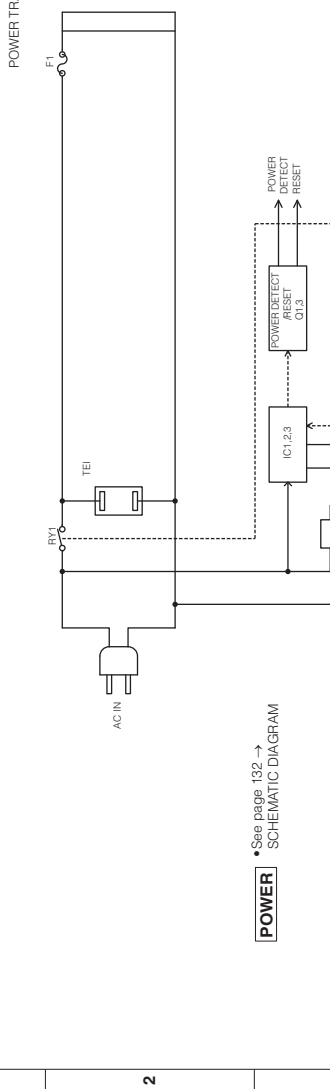 POWER TR
F1
TE1
RY1
AC IN
POWER
DETECT
RESET
POWER DETECT
/RESET
Q1,3
IC1,2,3
POWER
•See page 132 →
SCHEMATIC DIAGRAM
2